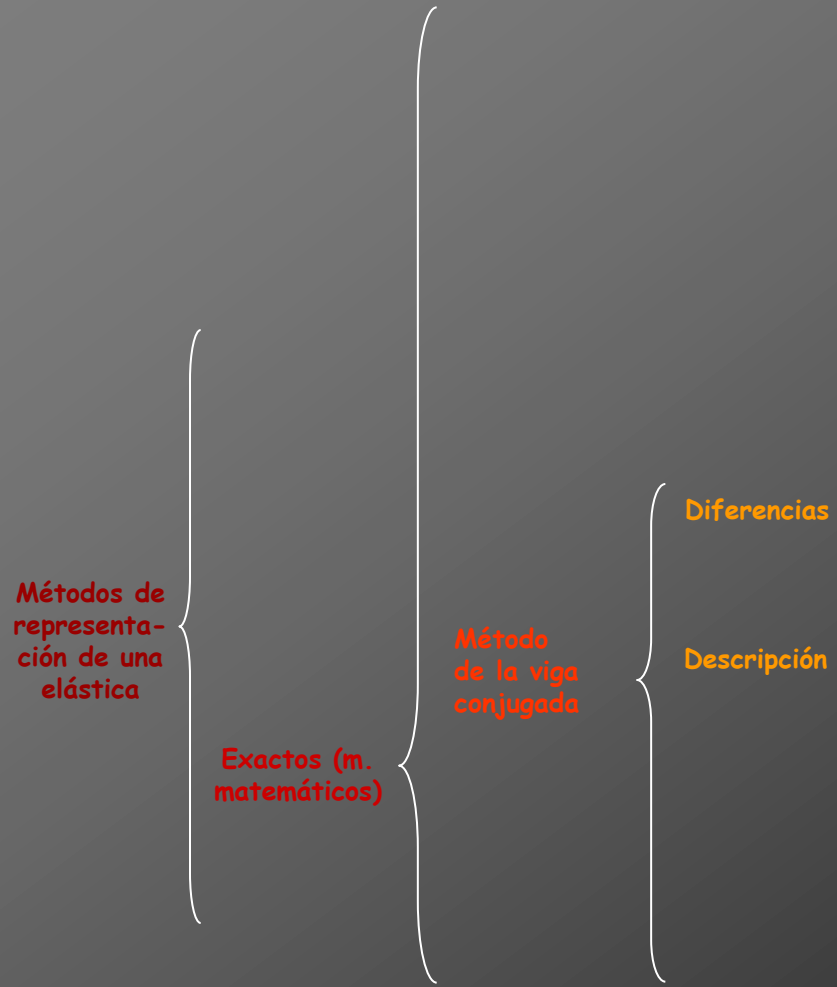 Métodos de
representa-
ción de una
elástica
Exactos (m.
matemáticos)
Método
de la viga
conjugada
Diferencias
Descripción